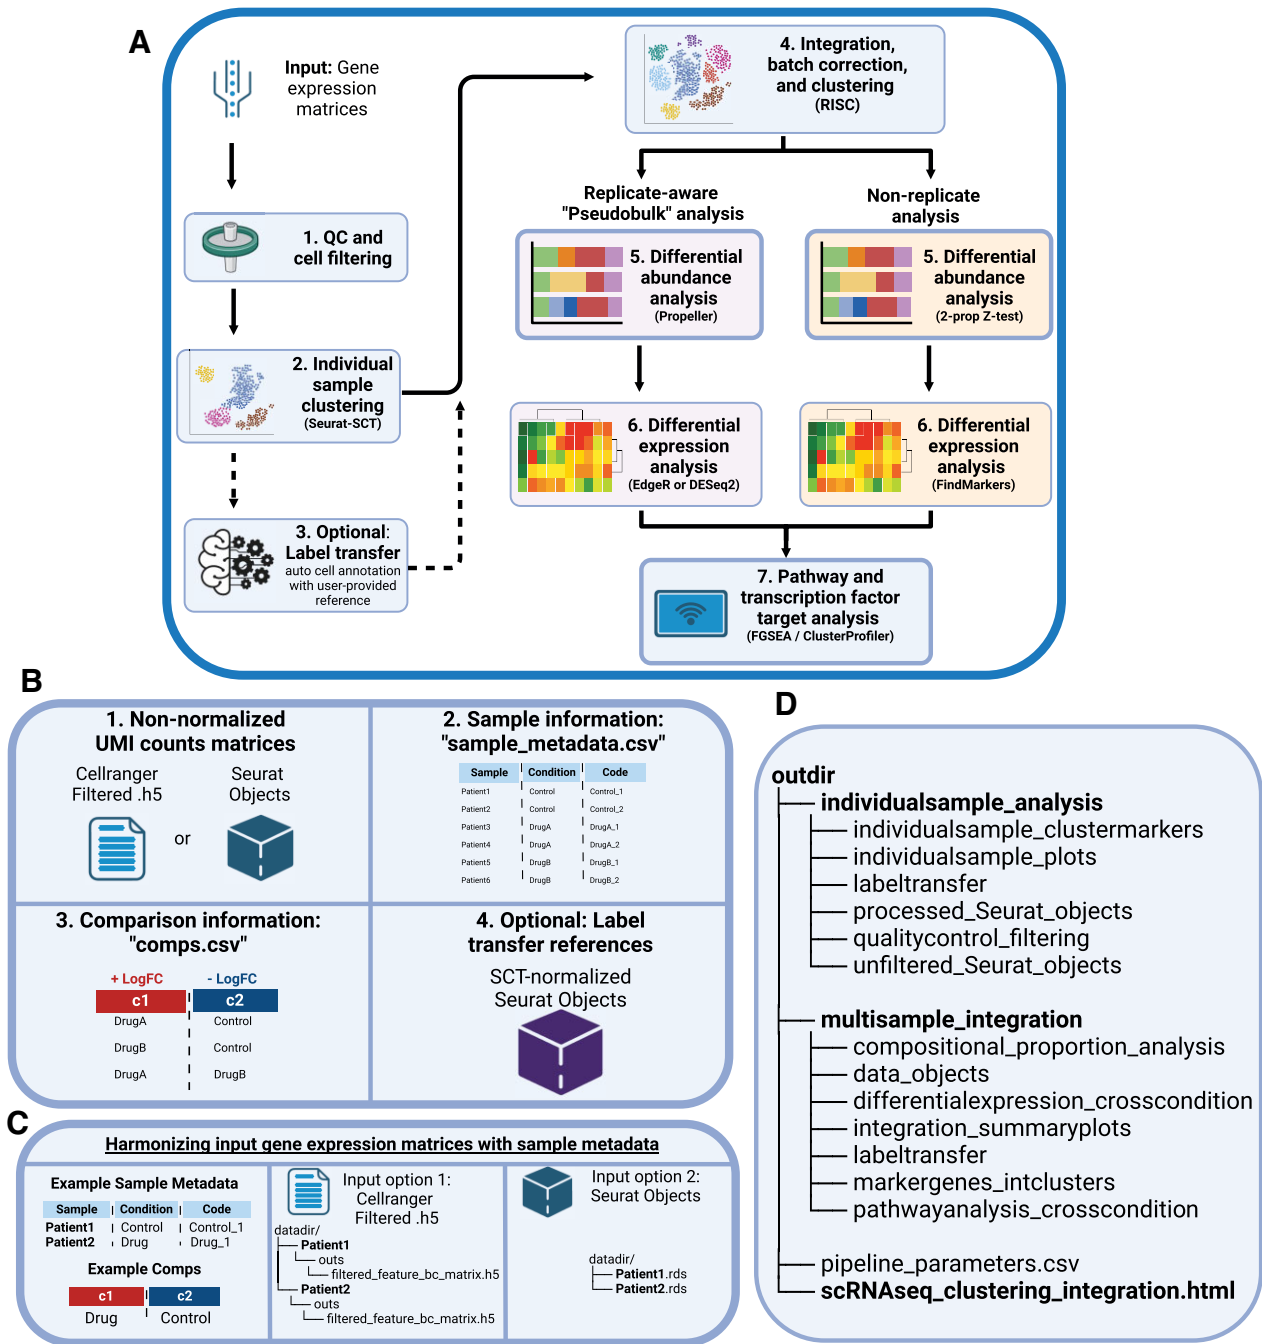 A
Input: Gene
expression
matrices
1. QC and
cell filtering
2. Individual
sample
clustering
(Seurat-SCT)
3. Optional:
Label transfer
auto cell annotation
with user-provided
reference
4. Integration,
batch correction,
and clustering
(RISC)
Replicate-aware
"Pseudobulk" analysis
5. Differential
abundance
analysis
(Propeller)
6. Differential
expression
analysis
(EdgeR or DESeq2)
Non-replicate
analysis
5. Differential
abundance
analysis
(2-prop Z-test)
6. Differential
expression
analysis
(FindMarkers)
7. Pathway and
transcription factor
target analysis
(FGSEA / ClusterProfiler)
B
1. Non-normalized
UMI counts matrices
Cellranger
Filtered .h5
or
Seurat
Objects
2. Sample information:
"sample_metadata.csv"
Sample Condition Code
Patient1 Control Control_1
Patient2 Control Control_2
Patient3 DrugA DrugA_1
Patient4 DrugA DrugA_2
Patient5 DrugB DrugB_1
Patient6 DrugB DrugB_2
3. Comparison information:
"comps.csv"
+ LogFC - LogFC
c1 c2
DrugA Control
DrugB Control
DrugA DrugB
4. Optional: Label
transfer references
SCT-normalized
Seurat Objects
C
Harmonizing input gene expression matrices with sample metadata
Example Sample Metadata
Sample Condition Code
Patient1 Control Control_1
Patient2 Drug Drug_1
Example Comps
c1 c2
Drug Control
Input option 1:
Cellranger
Filtered .h5
datadir/
Patient1
outs
filtered_feature_bc_matrix.h5
Patient2
outs
filtered_feature_bc_matrix.h5
Input option 2:
Seurat Objects
datadir/
Patient1.rds
Patient2.rds
D
outdir
individualsample_analysis
individualsample_clustermarkers
individualsample_plots
labeltransfer
processed_Seurat_objects
qualitycontrol_filtering
unfiltered_Seurat_objects
multisample_integration
compositional_proportion_analysis
data_objects
differentialexpression_crosscondition
integration_summaryplots
labeltransfer
markergenes_intclusters
pathwayanalysis_crosscondition
pipeline_parameters.csv
scRNAseq_clustering_integration.html